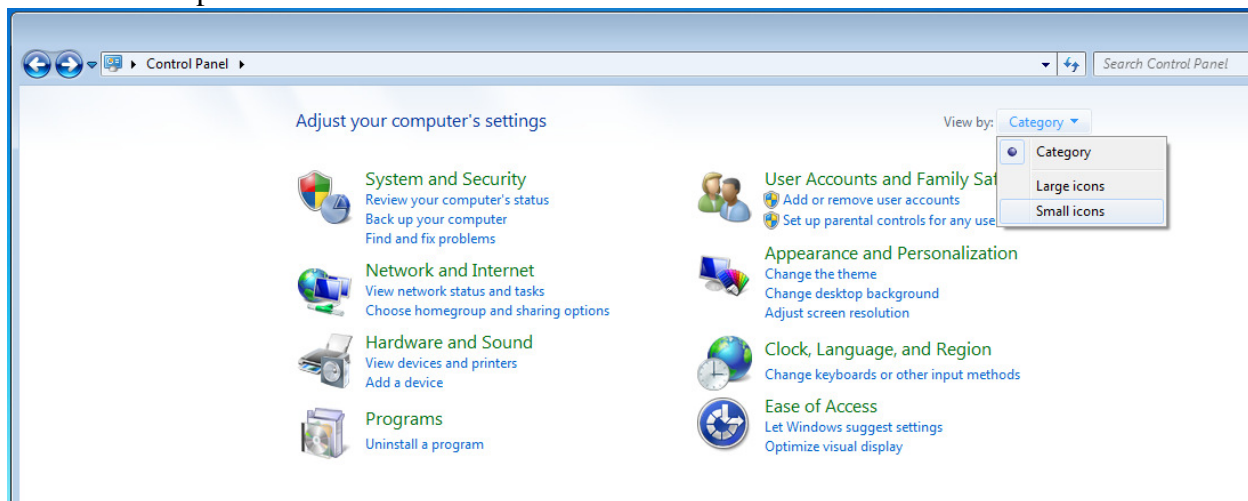 Control Panel
Search Control Panel
Adjust your computer's settings
View by: Category
Category
Large icons
Small icons
System and Security
Review your computer's status
Back up your computer
Find and fix problems
Network and Internet
View network status and tasks
Choose homegroup and sharing options
Hardware and Sound
View devices and printers
Add a device
Programs
Uninstall a program
User Accounts and Family
Add or remove user accounts
Set up parental controls for any
Appearance and Personalization
Change the theme
Change desktop background
Adjust screen resolution
Clock, Language, and Region
Change keyboards or other input methods
Ease of Access
Let Windows suggest settings
Optimize visual display